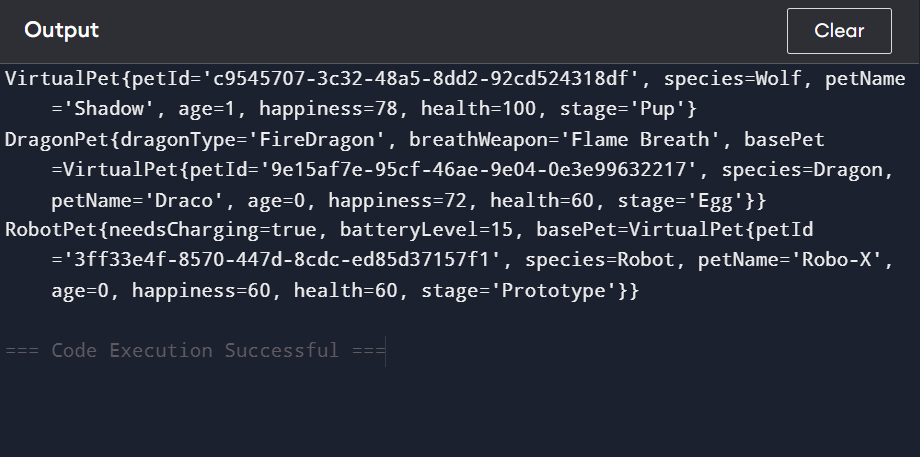 Output
Clear
VirtualPet{petId='c9545707-3c32-48a5-8dd2-92cd524318df', species=Wolf, petName
='Shadow', age=1, happiness=78, health=100, stage='Pup'}
DragonPet{dragonType='FireDragon', breathWeapon='Flame Breath', basePet
=VirtualPet{petId='9e15af7e-95cf-46ae-9e04-0e3e99632217', species=Dragon,
petName='Draco', age=0, happiness=72, health=60, stage='Egg'}}
RobotPet{needsCharging=true, batteryLevel=15, basePet=VirtualPet{petId
='3ff33e4f-8570-447d-8cdc-ed85d37157f1', species=Robot, petName='Robo-X',
age=0, happiness=60, health=60, stage='Prototype'}}
=== Code Execution Successful ===